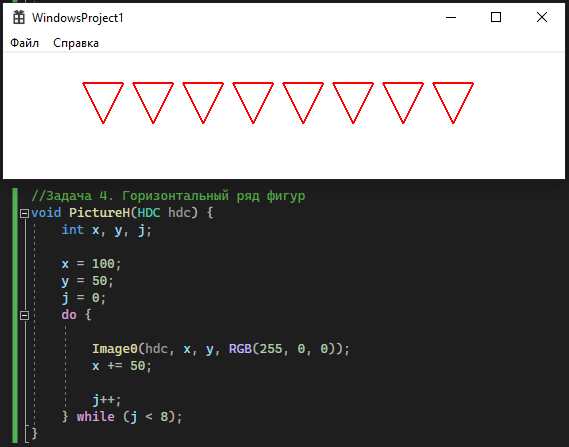 WindowsProject1
Файл Справка
//Задача 4. Горизонтальный ряд фигур
void PictureH(HDC hdc) {
int x, y, j;
x = 100;
y = 50;
j = 0;
do {
Image0(hdc, x, y, RGB(255, 0, 0));
x += 50;
j++;
} while (j < 8);
}